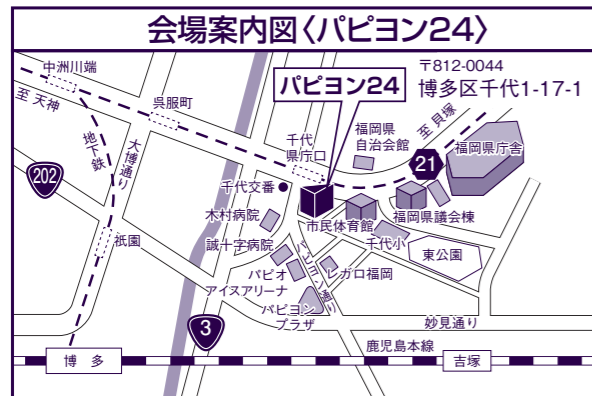 会場案内図〈パピヨン24〉
中洲川端
至 天神
呉服町
パピヨン24
〒812-0044
博多区千代1-17-1
地下鉄
大博通り
千代
県庁口
福岡県
自治会館
至 貝塚
21
福岡県庁舎
202
千代交番
木村病院
市民体育館
福岡県議会棟
祇園
誠十字病院
千代小
東公園
パピオ
アイスアリーナ
パピヨン通り
レガロ福岡
パピヨン
プラザ
3
妙見通り
鹿児島本線
博 多
吉塚